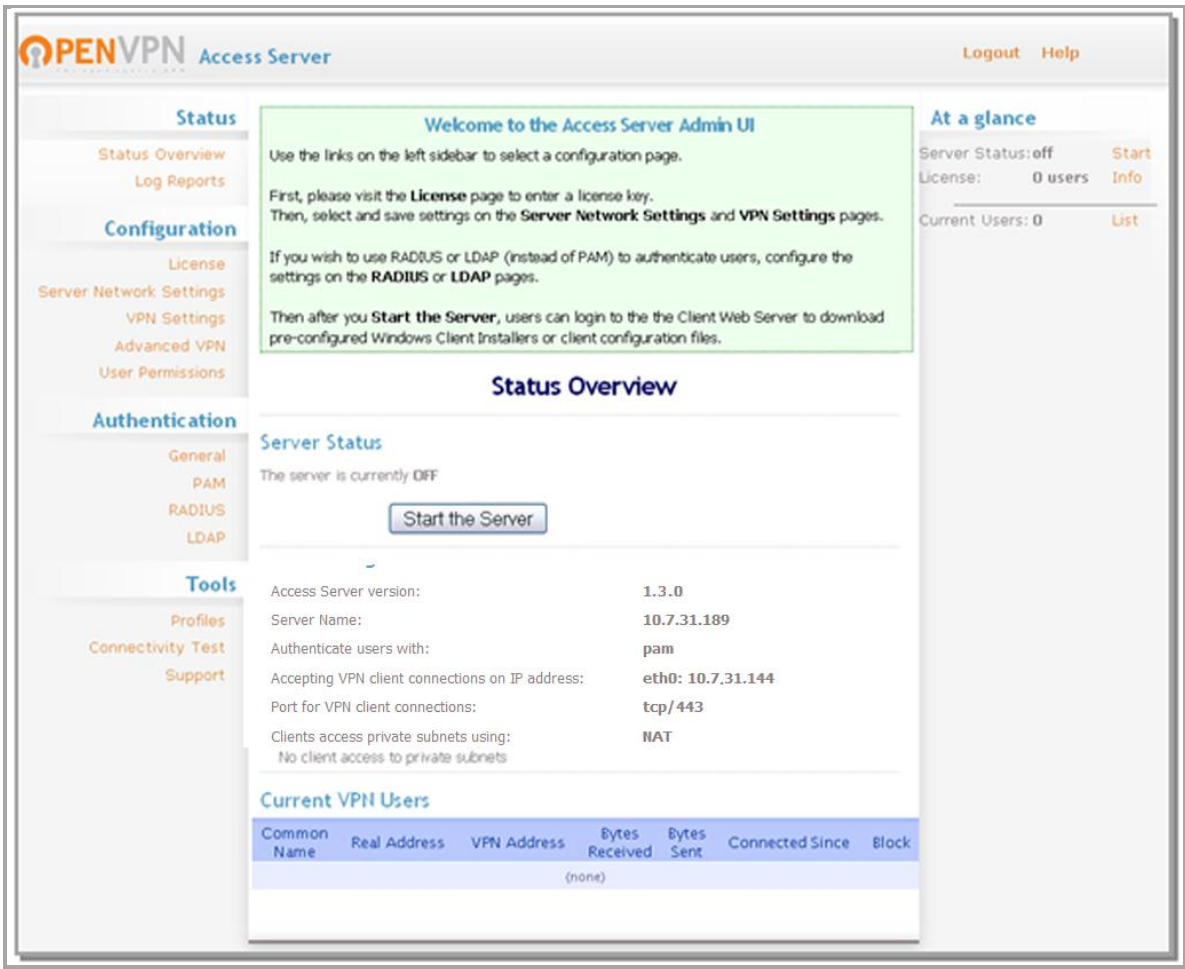 OPENVPN Access Server
Logout Help
Status
Status Overview
Log Reports
Configuration
License
Server Network Settings
VPN Settings
Advanced VPN
User Permissions
Authentication
General
PAM
RADIUS
LDAP
Tools
Profiles
Connectivity Test
Support
Welcome to the Access Server Admin UI
Use the links on the left sidebar to select a configuration page.
First, please visit the License page to enter a license key.
Then, select and save settings on the Server Network Settings and VPN Settings pages.
If you wish to use RADIUS or LDAP (instead of PAM) to authenticate users, configure the
settings on the RADIUS or LDAP pages.
Then after you Start the Server, users can login to the the Client Web Server to download
pre-configured Windows Client Installers or client configuration files.
Status Overview
Server Status
The server is currently OFF
Start the Server
Access Server version: 1.3.0
Server Name: 10.7.31.189
Authenticate users with: pam
Accepting VPN client connections on IP address: eth0: 10.7.31.144
Port for VPN client connections: tcp/443
Clients access private subnets using: NAT
No client access to private subnets
Current VPN Users
Common Name Real Address VPN Address Bytes Received Bytes Sent Connected Since Block
(none)
At a glance
Server Status: off Start
License: 0 users Info
Current Users: 0 List